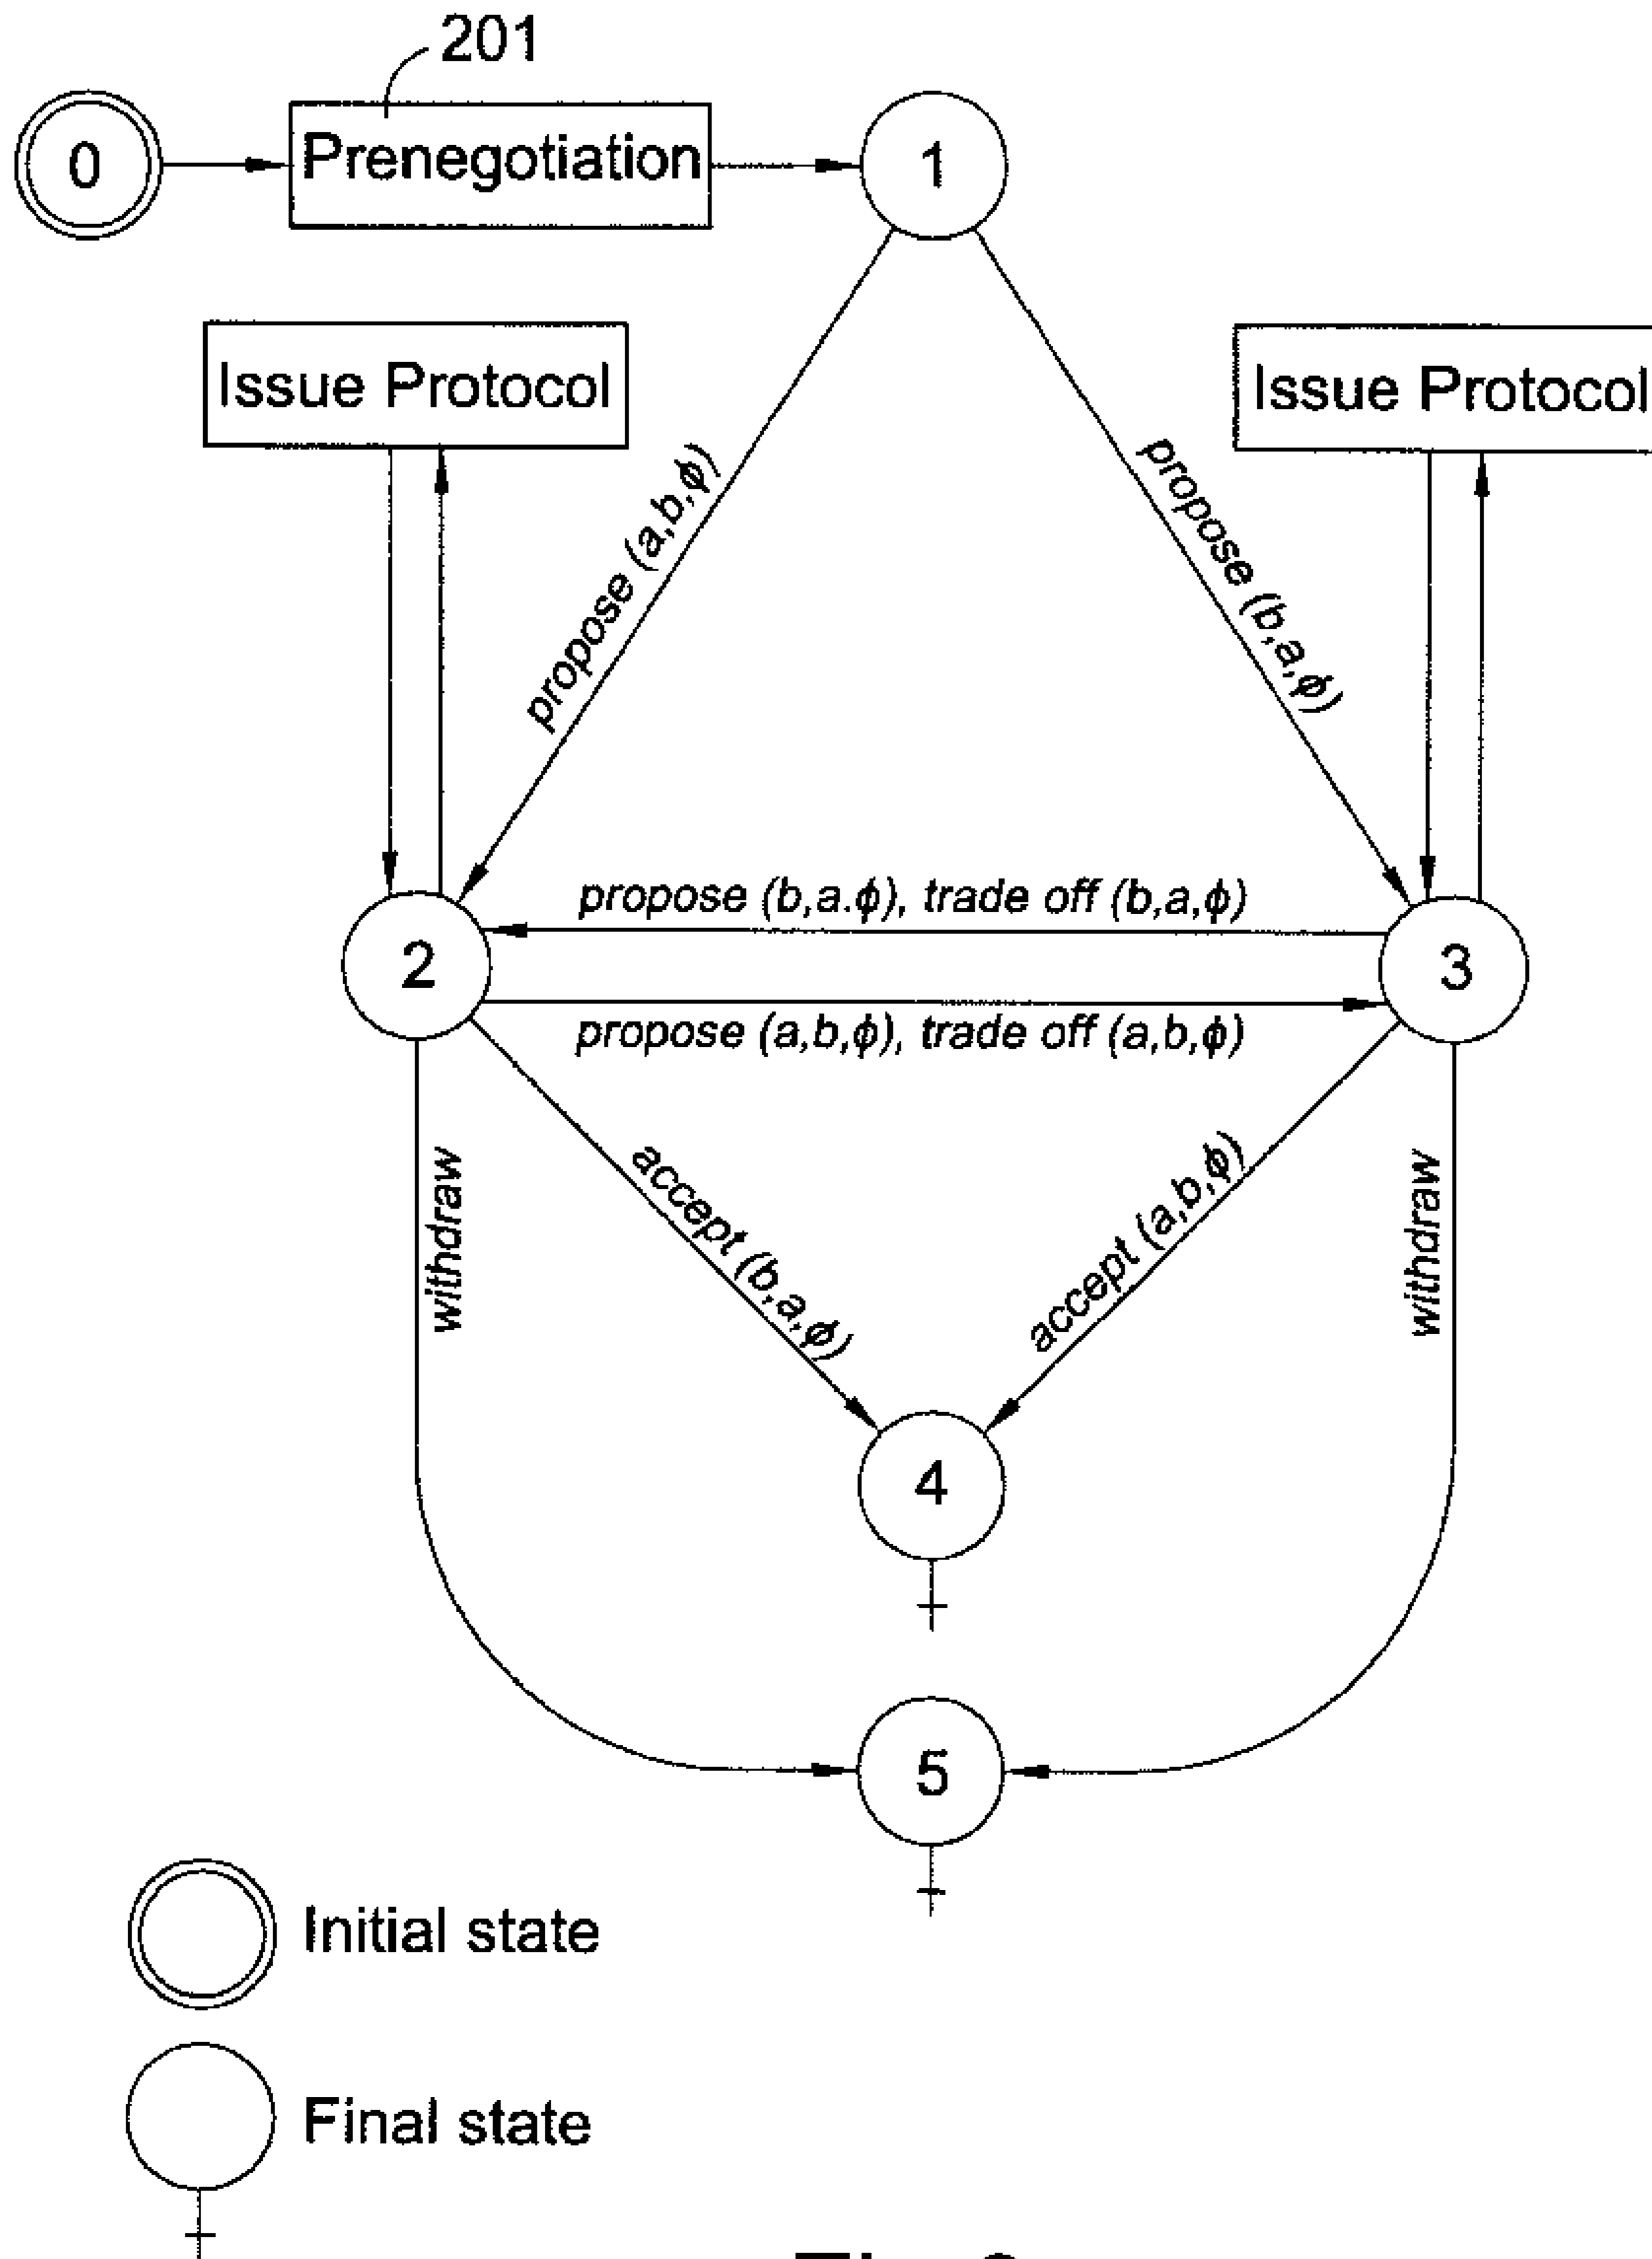 201
0
Prenegotiation
1
Issue Protocol
Issue Protocol
propose (a,b,ϕ)
propose (b,a,ϕ)
propose (b,a.ϕ), trade off (b,a,ϕ)
2
3
propose (a,b,ϕ), trade off (a,b,ϕ)
withdraw
accept (b,a,ϕ)
accept (a,b,ϕ)
withdraw
4
5
Initial state
Final state